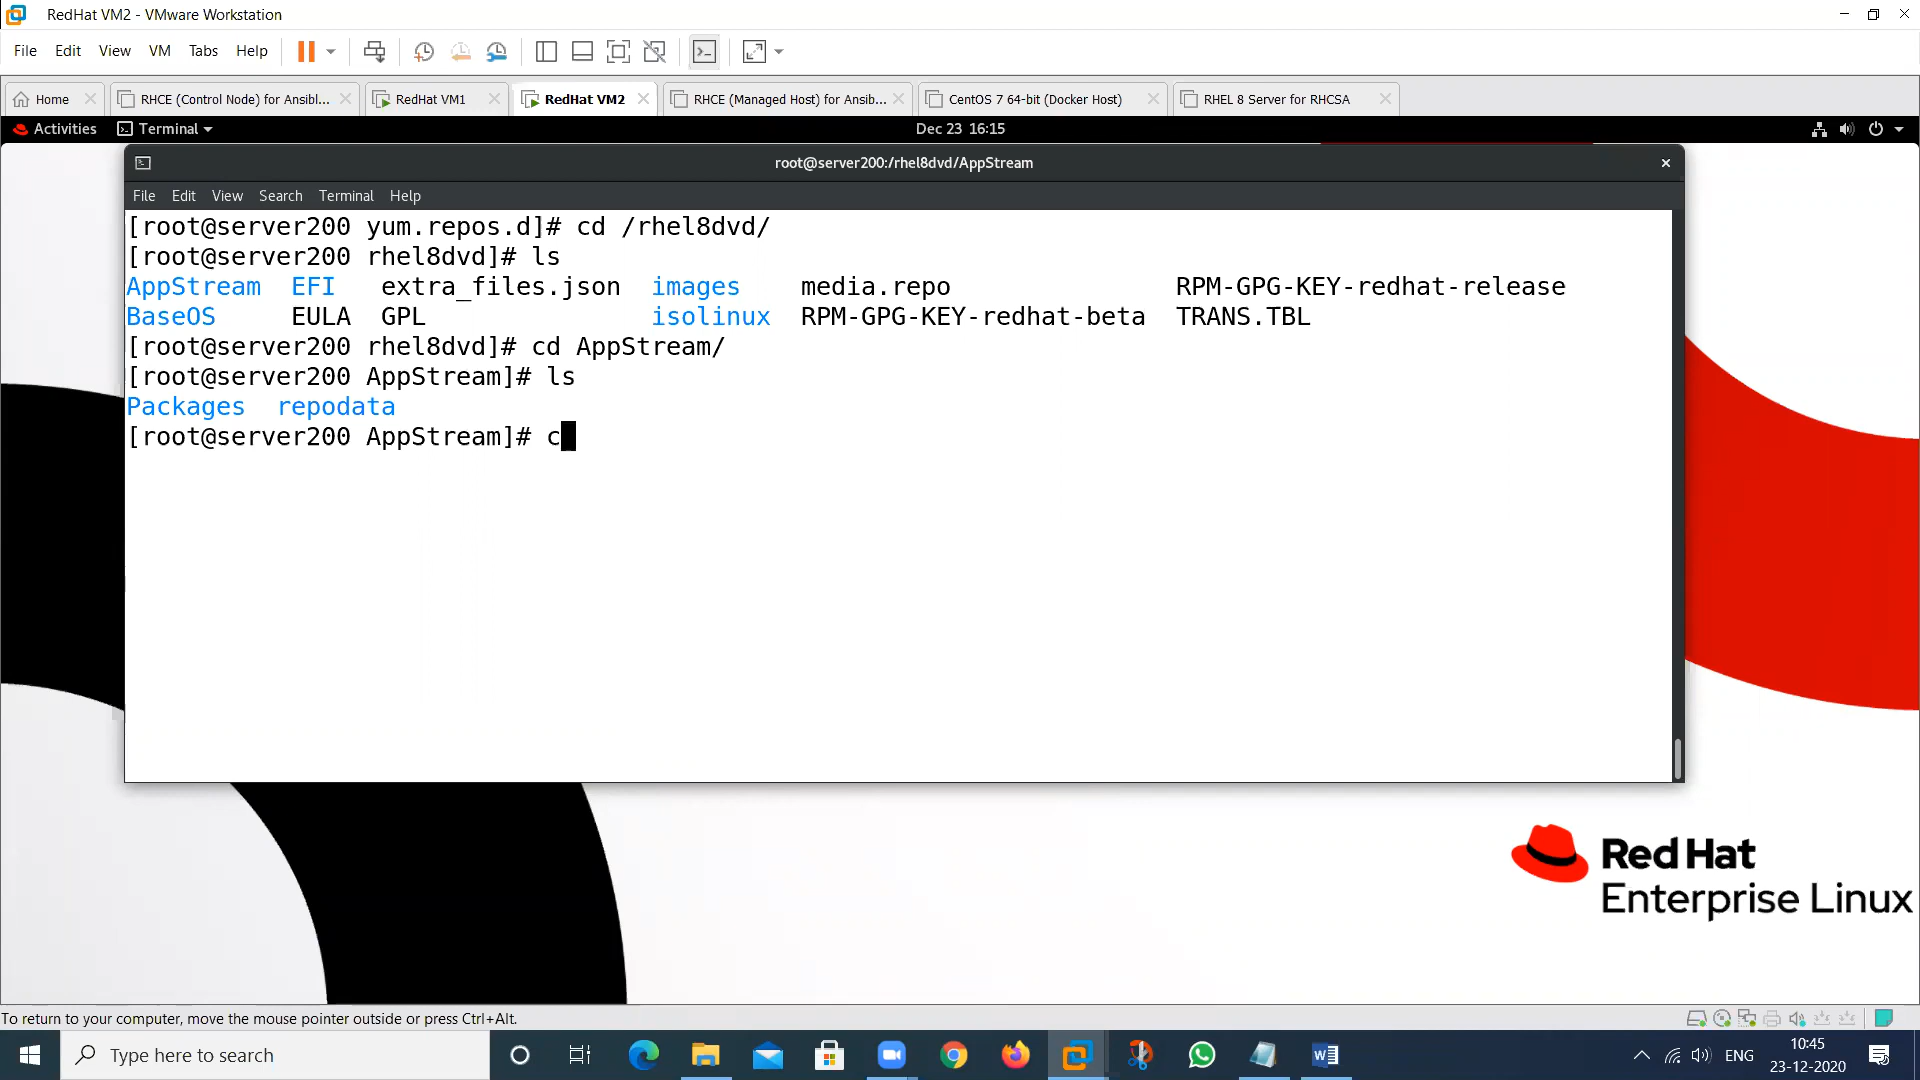 RedHat VM2 - VMware Workstation
File Edit View VM Tabs Help
Home RHCE (Control Node) for Ansibl... RedHat VM1 RedHat VM2 RHCE (Managed Host) for Ansib... CentOS 7 64-bit (Docker Host) RHEL 8 Server for RHCSA
Activities Terminal Dec 23 16:15
root@server200:/rhel8dvd/AppStream
File Edit View Search Terminal Help
[root@server200 yum.repos.d]# cd /rhel8dvd/
[root@server200 rhel8dvd]# ls
AppStream EFI extra_files.json images media.repo RPM-GPG-KEY-redhat-release
BaseOS EULA GPL isolinux RPM-GPG-KEY-redhat-beta TRANS.TBL
[root@server200 rhel8dvd]# cd AppStream/
[root@server200 AppStream]# ls
Packages repodata
[root@server200 AppStream]# c
Red Hat
Enterprise Linux
To return to your computer, move the mouse pointer outside or press Ctrl+Alt.
Type here to search
ENG
10:45
23-12-2020